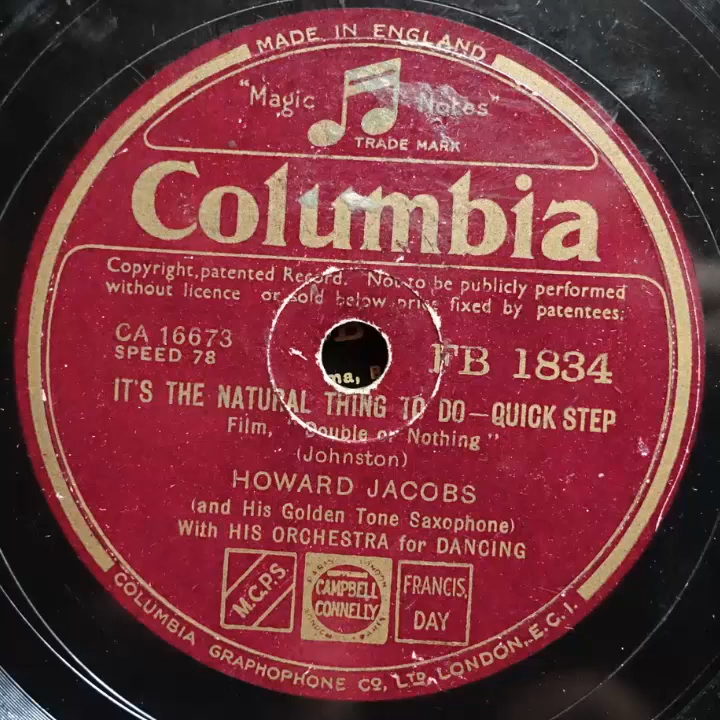 MADE IN ENGLAND
"Magic Notes"
TRADE MARK
Columbia
Copyright, patented Record. Not to be publicly performed
without licence or sold below price fixed by patentees.
CA 16673
SPEED 78
FB 1834
IT'S THE NATURAL THING TO DO—QUICK STEP
Film, "Double or Nothing"
(Johnston)
HOWARD JACOBS
(and His Golden Tone Saxophone)
With HIS ORCHESTRA for DANCING
M.C.P.S.
CAMPBELL
CONNELLY
FRANCIS,
DAY
COLUMBIA GRAPHOPHONE CO, LTD. LONDON, E.C.1.